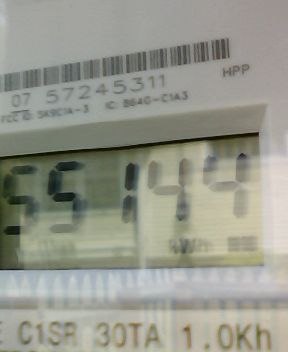 HPP
07 57245311
FCC ID: SK9C1A-3 IC: 864G-C1A3
55144
kWh
E C1SR 30TA 1.0Kh